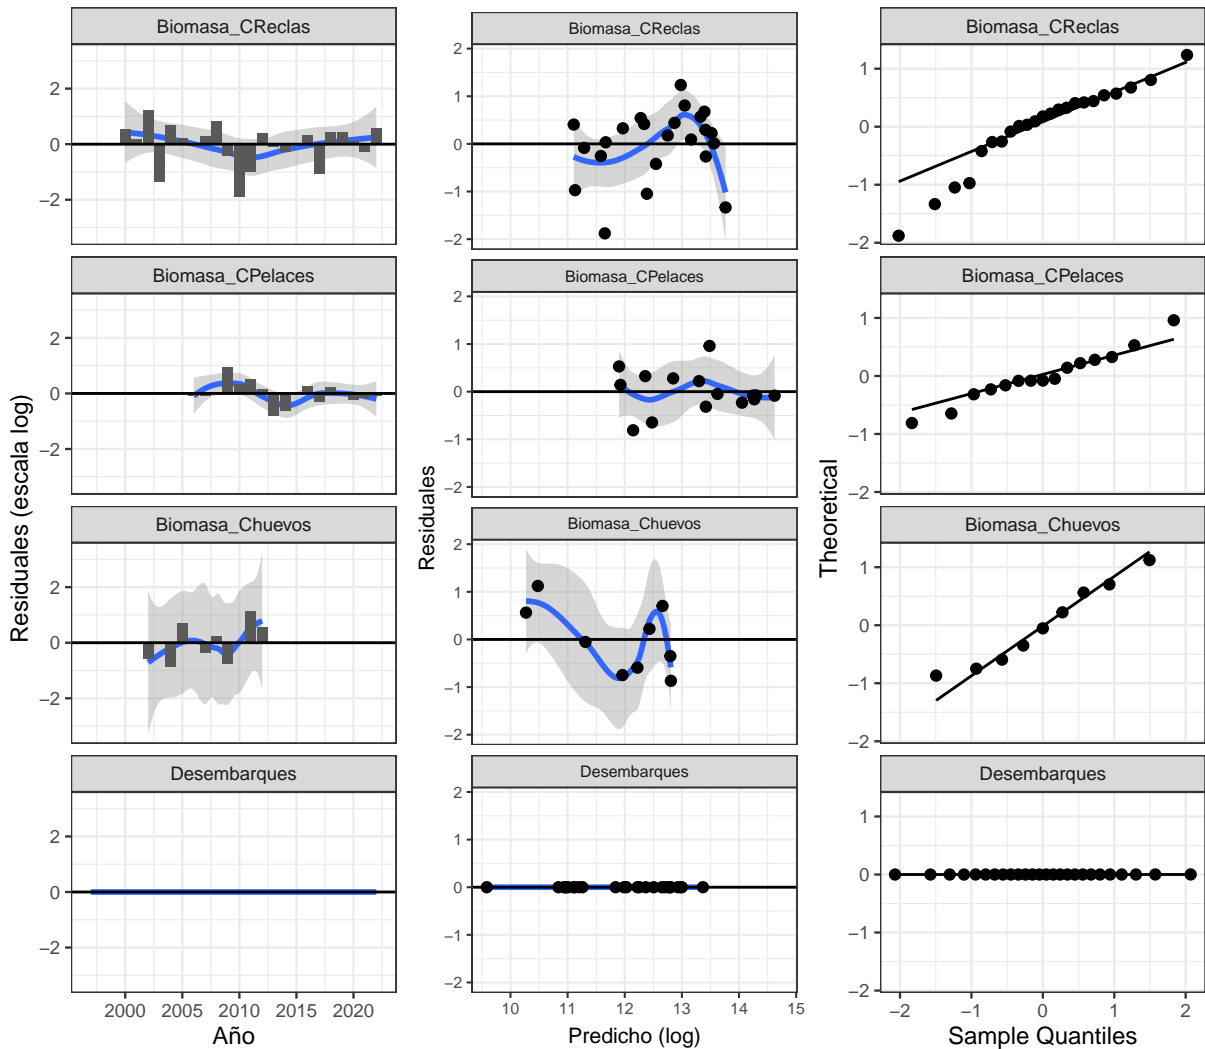 Biomasa_CReclas
2
0
−2
Biomasa_CPelaces
2
0
−2
Biomasa_Chuevos
2
0
−2
Desembarques
2
0
−2
2000 2005 2010 2015 2020
Año
Residuales (escala log)
Biomasa_CReclas
2
1
0
−1
−2
Biomasa_CPelaces
2
1
0
−1
−2
Biomasa_Chuevos
2
1
0
−1
−2
Desembarques
2
1
0
−1
−2
10 11 12 13 14 15
Predicho (log)
Residuales
Biomasa_CReclas
1
0
−1
−2
Biomasa_CPelaces
1
0
−1
−2
Biomasa_Chuevos
1
0
−1
−2
Desembarques
1
0
−1
−2
−2 −1 0 1 2
Sample Quantiles
Theoretical